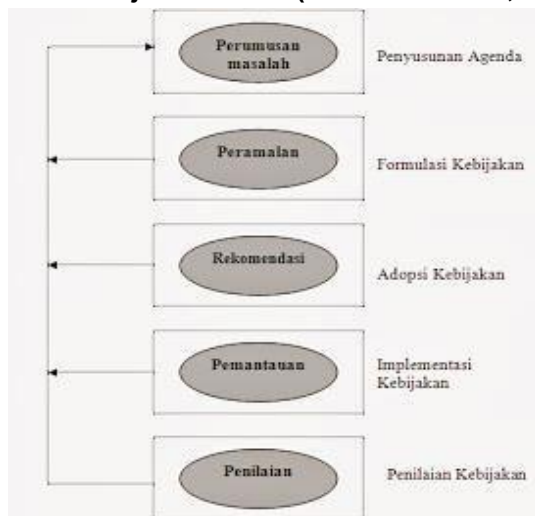 Perumusan
masalah
Penyusunan Agenda
Peramalan
Formulasi Kebijakan
Rekomendasi
Adopsi Kebijakan
Pemantauan
Implementasi
Kebijakan
Penilaian
Penilaian Kebijakan